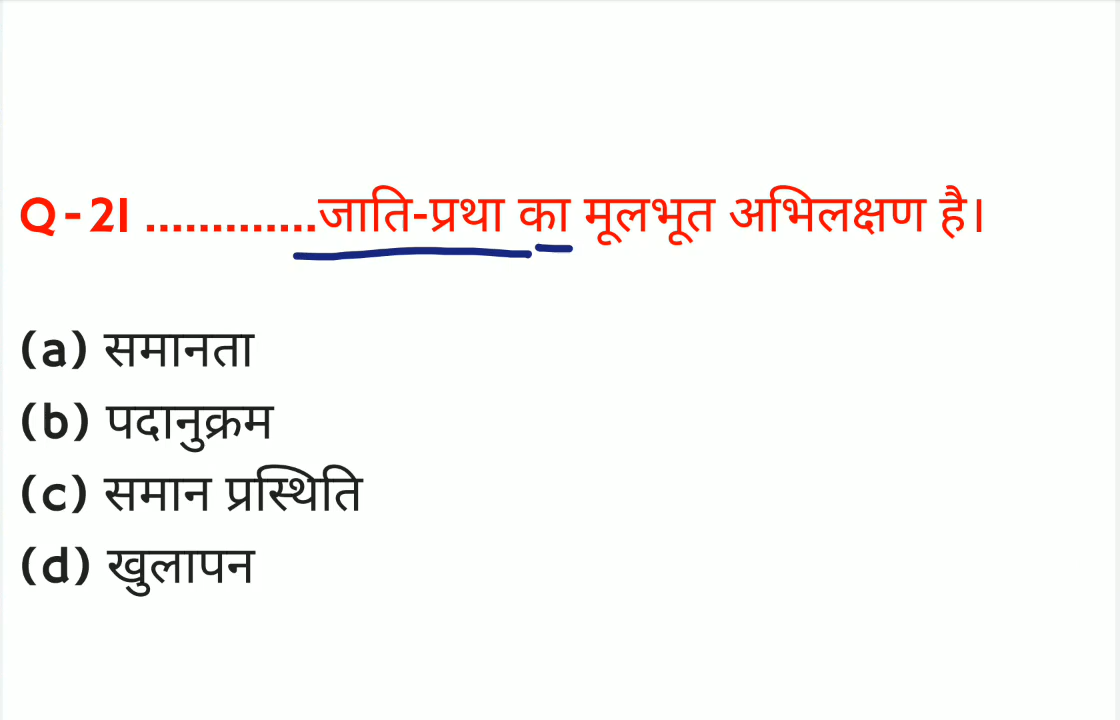 Q-21 .............जाति-प्रथा का मूलभूत अभिलक्षण है।
(a) समानता
(b) पदानुक्रम
(c) समान प्रस्थिति
(d) खुलापन